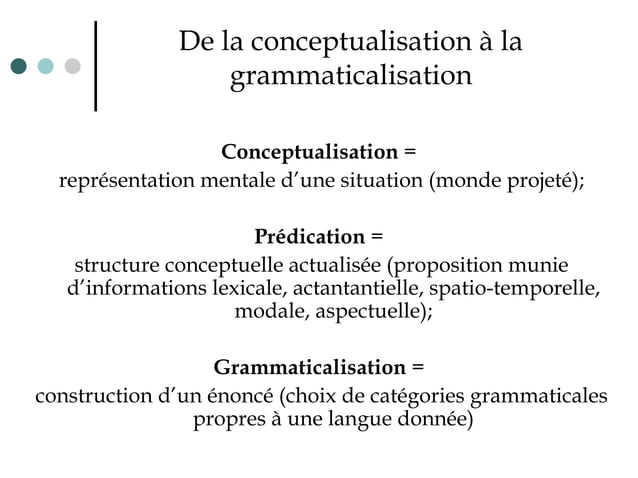 De la conceptualisation à la
grammaticalisation
Conceptualisation =
représentation mentale d’une situation (monde projeté);
Prédication =
structure conceptuelle actualisée (proposition munie
d’informations lexicale, actantantielle, spatio-temporelle,
modale, aspectuelle);
Grammaticalisation =
construction d’un énoncé (choix de catégories grammaticales
propres à une langue donnée)